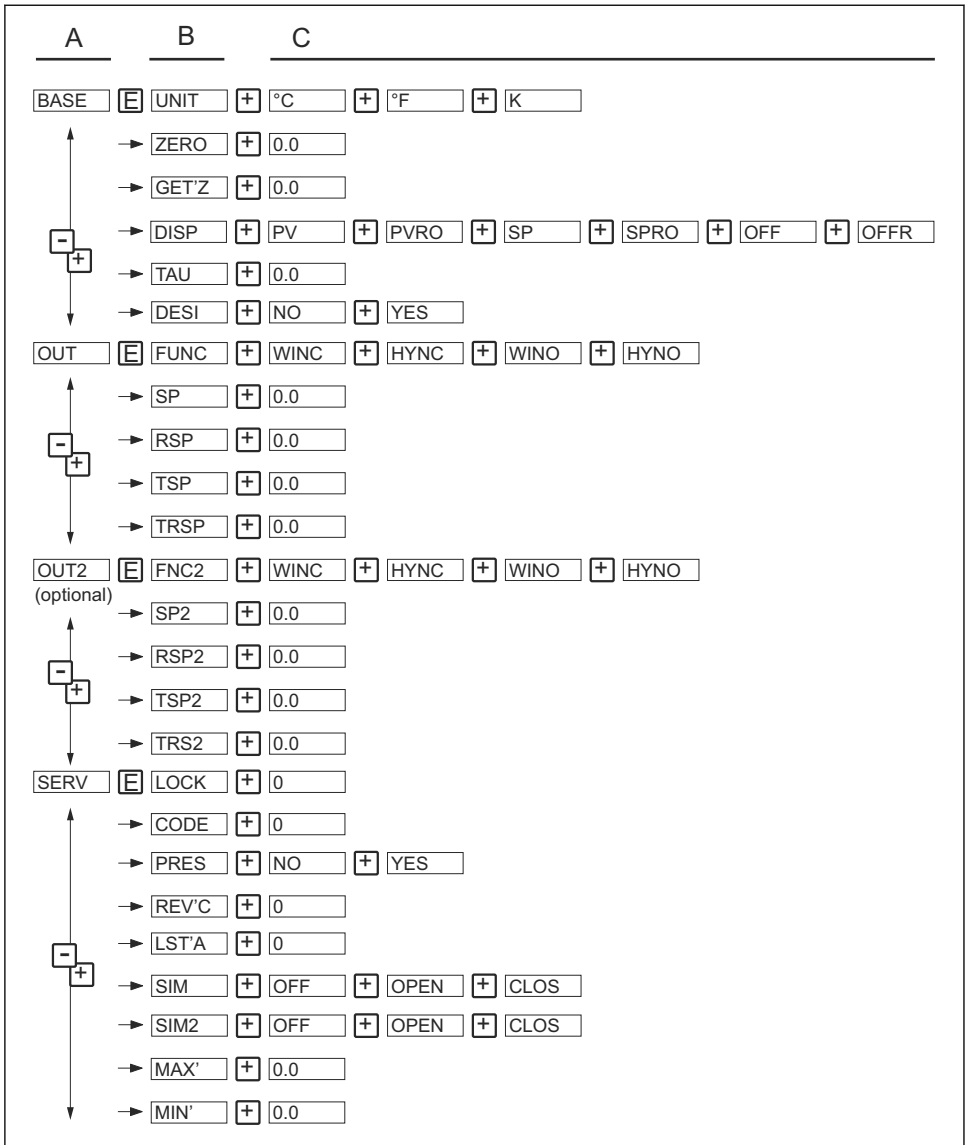 A B C
BASE E UNIT + °C + °F + K
ZERO + 0.0
GET'Z + 0.0
DISP + PV + PVRO + SP + SPRO + OFF + OFFR
- +
TAU + 0.0
DESI + NO + YES
OUT E FUNC + WINC + HYNC + WINO + HYNO
SP + 0.0
- +
RSP + 0.0
TSP + 0.0
TRSP + 0.0
OUT2 E FNC2 + WINC + HYNC + WINO + HYNO
(optional)
SP2 + 0.0
RSP2 + 0.0
- +
TSP2 + 0.0
TRS2 + 0.0
SERV E LOCK + 0
CODE + 0
PRES + NO + YES
REV'C + 0
LST'A + 0
- +
SIM + OFF + OPEN + CLOS
SIM2 + OFF + OPEN + CLOS
MAX' + 0.0
MIN' + 0.0